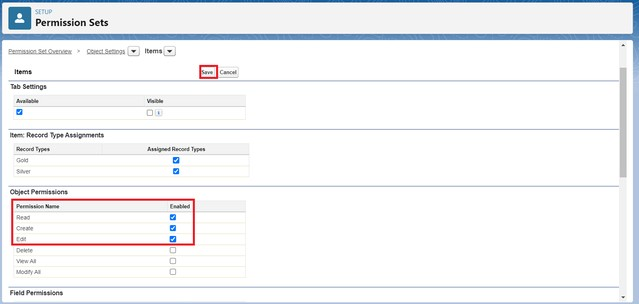 SETUP
Permission Sets
Permission Set Overview > Object Settings Items
Items Save Cancel
Tab Settings
Available Visible
i
Item: Record Type Assignments
Record Types Assigned Record Types
Gold
Silver
Object Permissions
Permission Name Enabled
Read
Create
Edit
Delete
View All
Modify All
Field Permissions